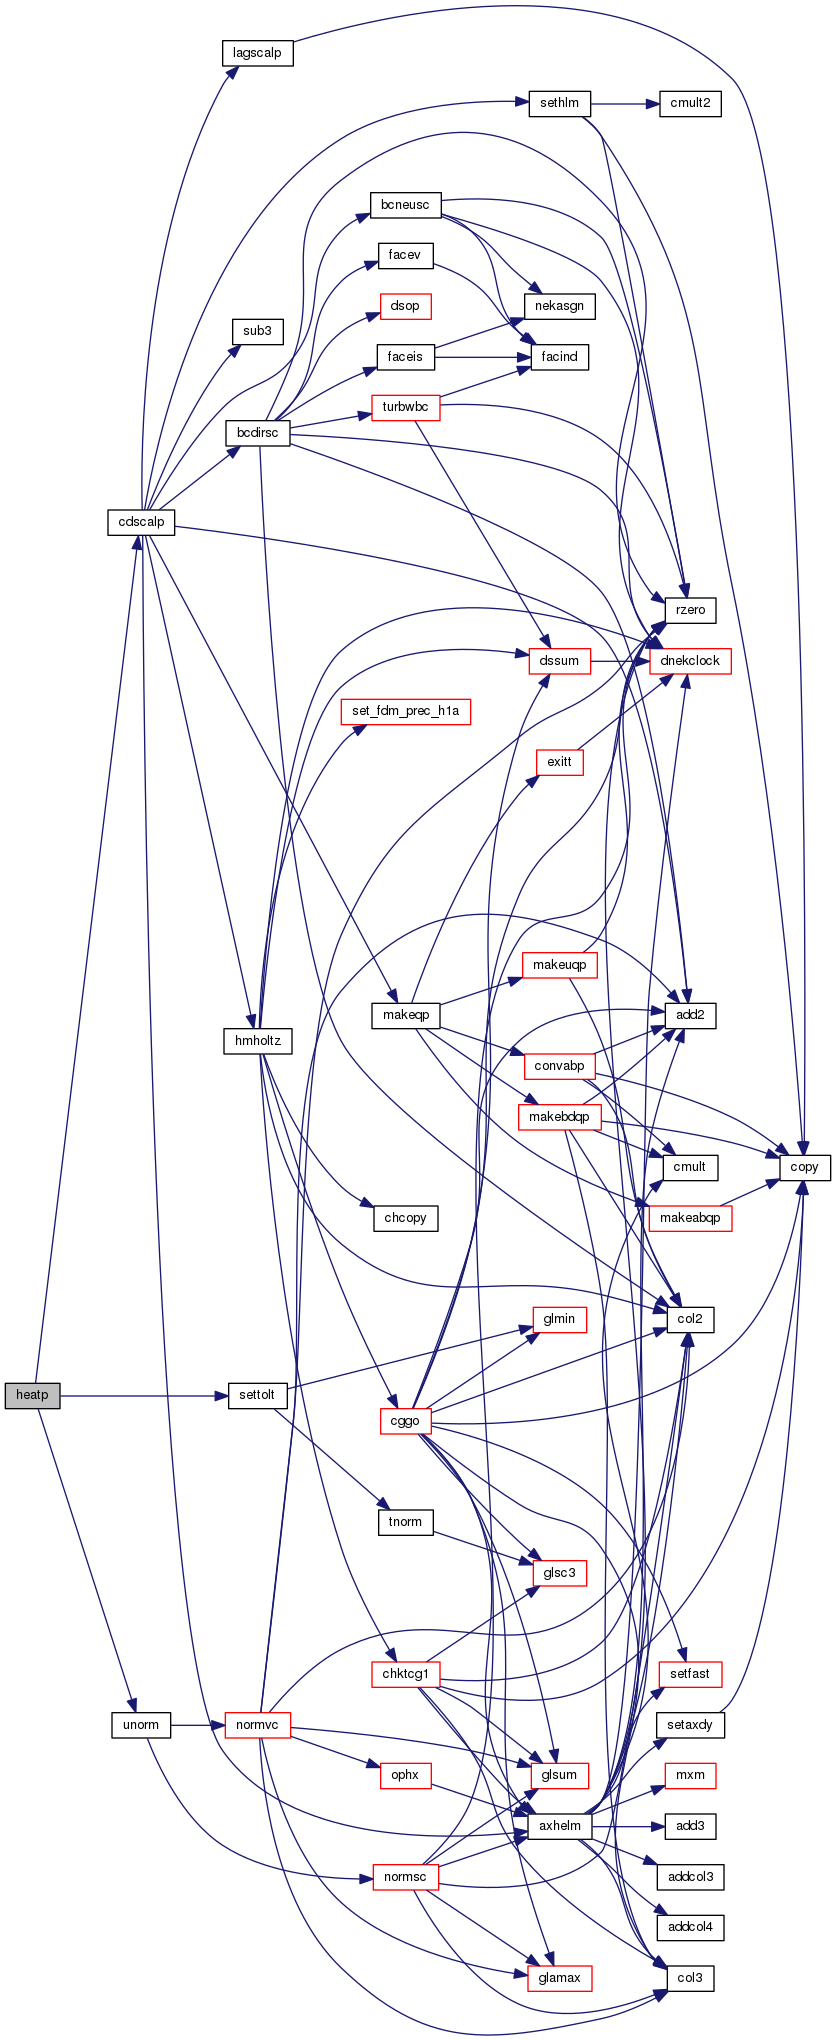 lagscalp
sethlm
cmult2
bcneusc
facev
dsop
nekasgn
sub3
faceis
facind
turbwbc
bcdirsc
cdscalp
rzero
dssum
dnekclock
set_fdm_prec_h1a
exitt
makeuqp
makeqp
add2
hmholtz
convabp
makebdqp
cmult
copy
chcopy
makeabqp
glmin
col2
heatp
settolt
cggo
tnorm
glsc3
chktcg1
setfast
unorm
normvc
setaxdy
ophx
glsum
mxm
axhelm
add3
normsc
addcol3
addcol4
glamax
col3